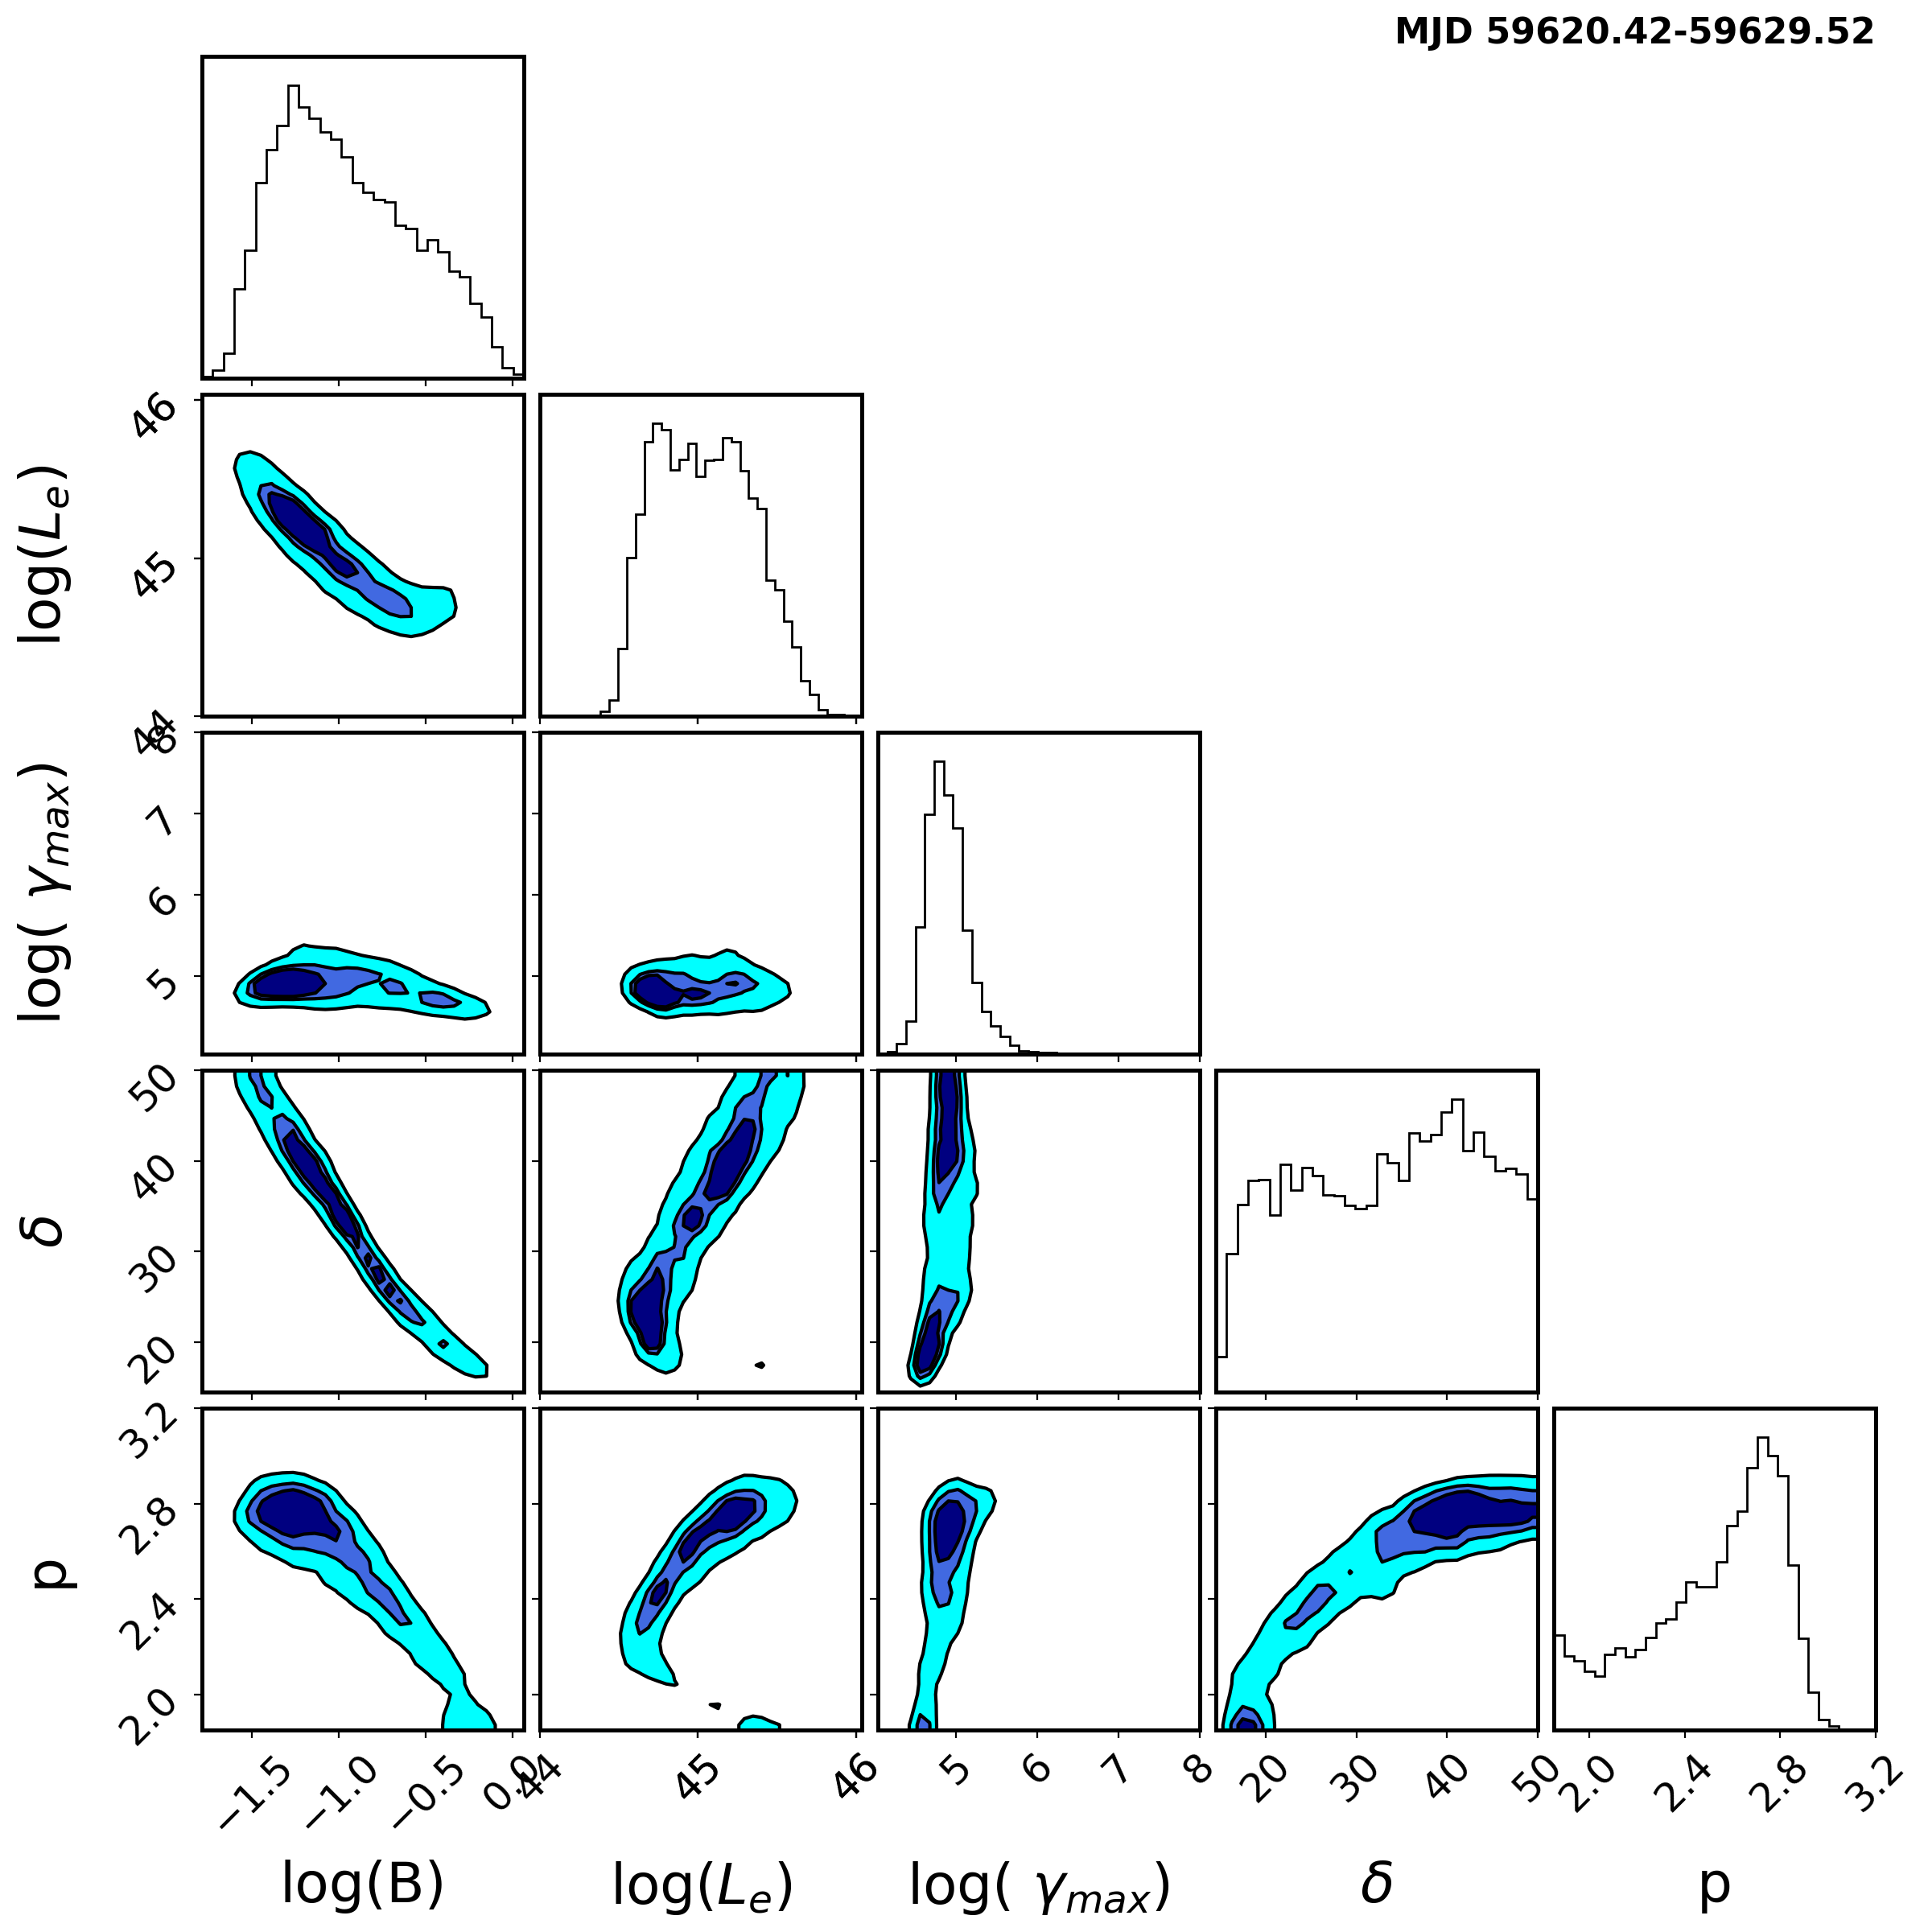 MJD 59620.42-59629.52
46
45
44
log(L_e)
8
7
6
5
log( γ_max)
50
40
30
20
δ
3.2
2.8
2.4
2.0
p
−1.5 −1.0 −0.5 0.0 44 45 46 5 6 7 8 20 30 40 50 2.0 2.4 2.8 3.2
log(B) log(L_e) log( γ_max) δ p